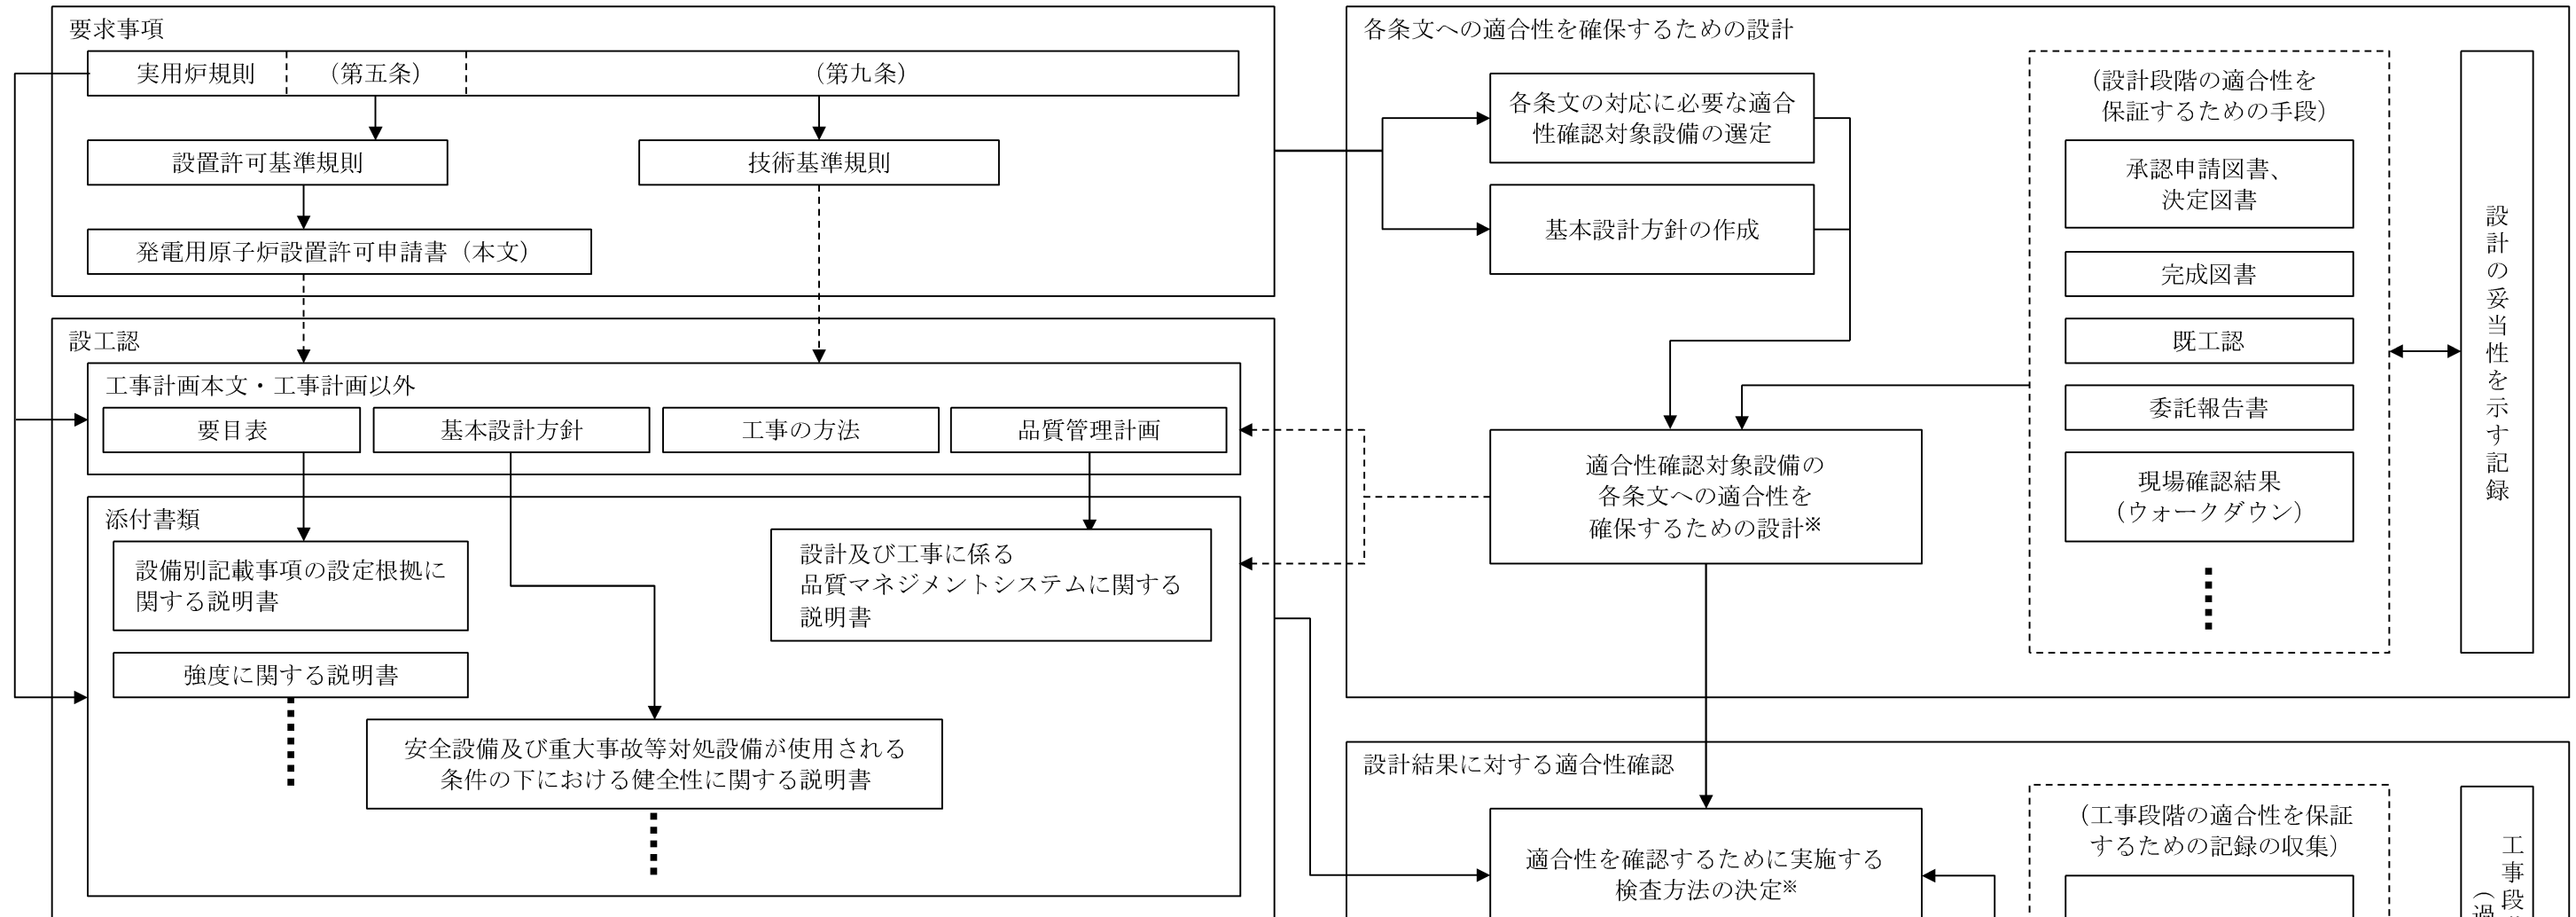 要求事項
実用炉規則
（第五条）
（第九条）
設置許可基準規則
技術基準規則
発電用原子炉設置許可申請書（本文）
設工認
工事計画本文・工事計画以外
要目表
基本設計方針
工事の方法
品質管理計画
添付書類
設備別記載事項の設定根拠に
関する説明書
設計及び工事に係る
品質マネジメントシステムに関する
説明書
強度に関する説明書
安全設備及び重大事故等対処設備が使用される
条件の下における健全性に関する説明書
各条文への適合性を確保するための設計
各条文の対応に必要な適合
性確認対象設備の選定
基本設計方針の作成
適合性確認対象設備の
各条文への適合性を
確保するための設計※
（設計段階の適合性を
保証するための手段）
承認申請図書、
決定図書
完成図書
既工認
委託報告書
現場確認結果
（ウォークダウン）
設計の妥当性を示す記録
設計結果に対する適合性確認
適合性を確認するために実施する
検査方法の決定※
（工事段階の適合性を保証
するための記録の収集）
工事段
（過